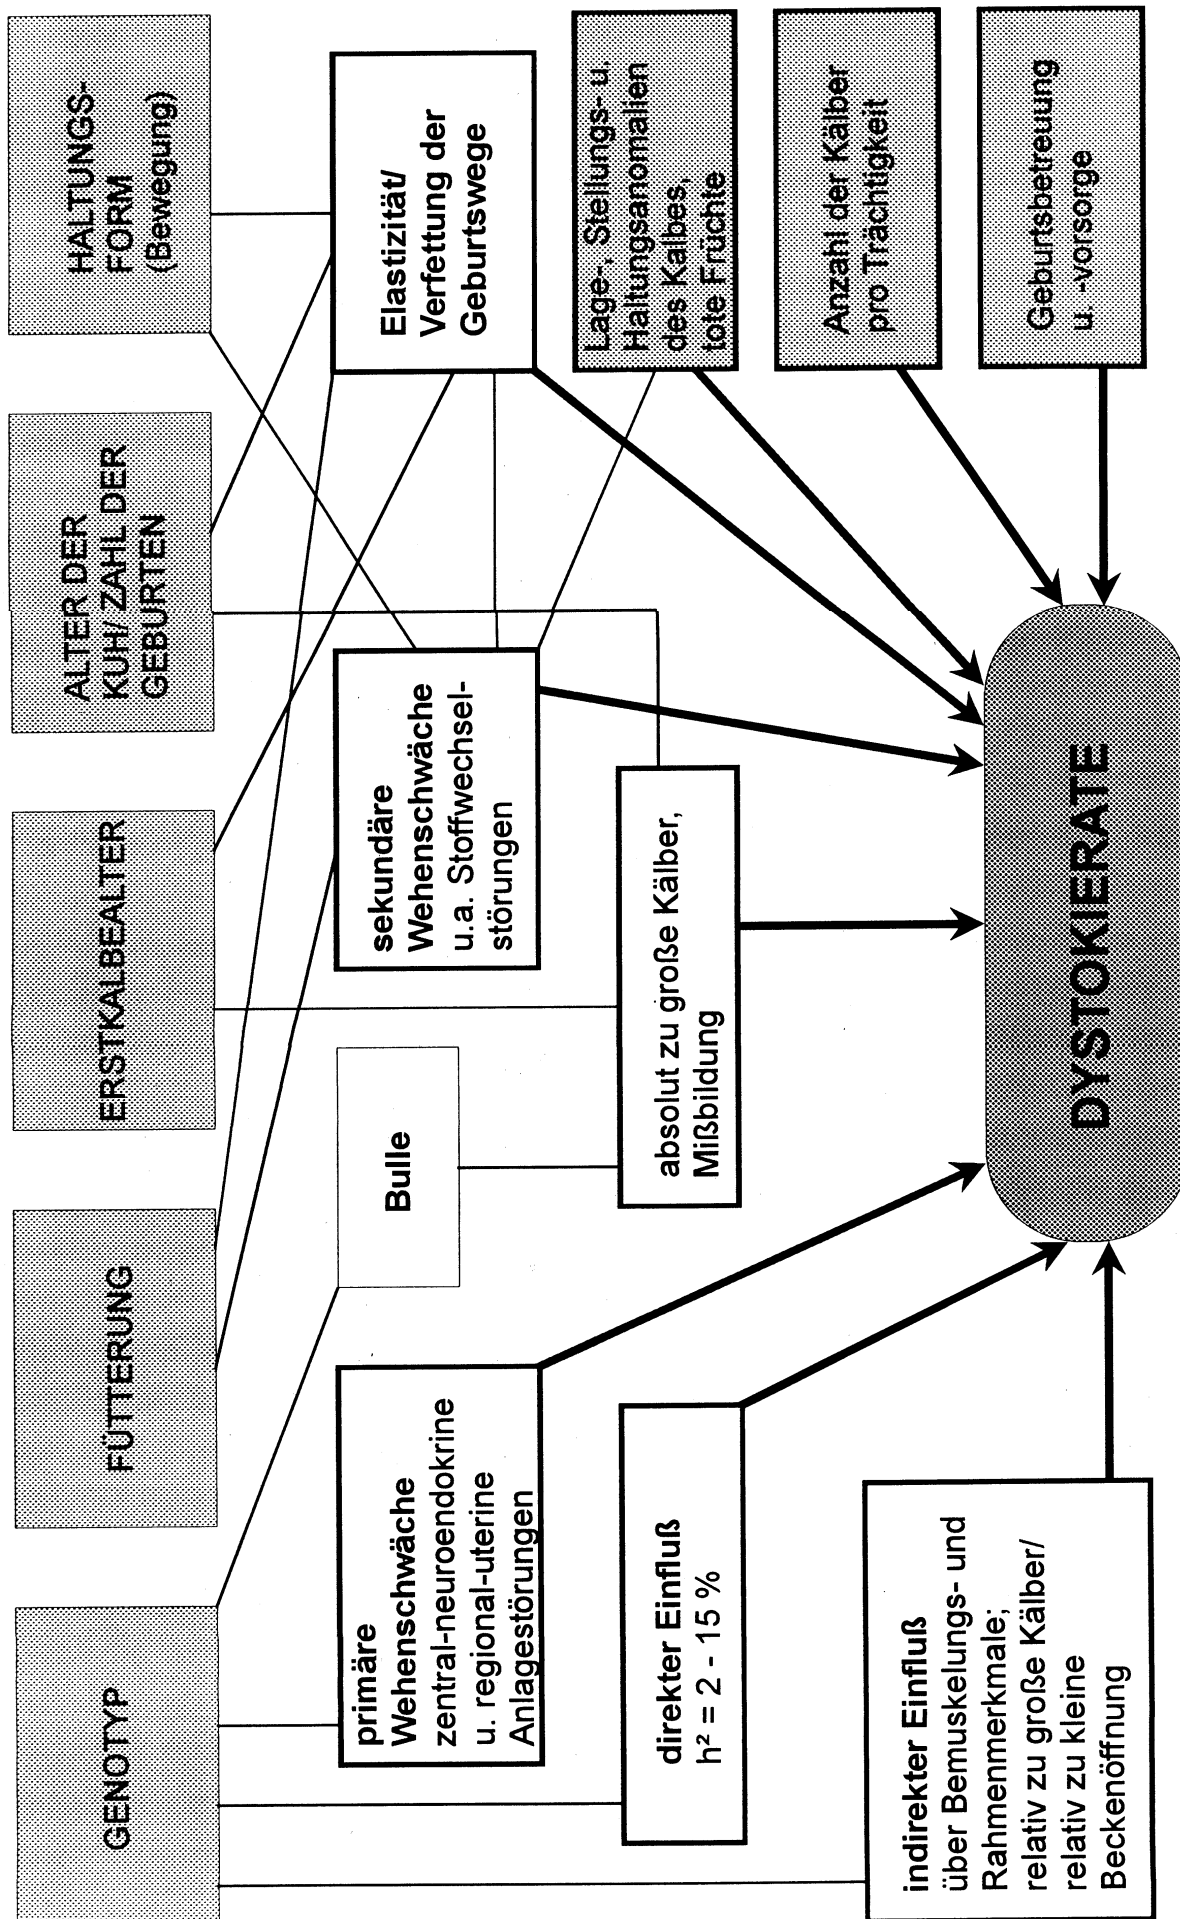 GENOTYP
FÜTTERUNG
ERSTKALBEALTER
ALTER DER
KUH/ ZAHL DER
GEBURTEN
HALTUNGS-
FORM
(Bewegung)
primäre
Wehenschwäche
zentral-neuroendokrine
u. regional-uterine
Anlagestörungen
Bulle
sekundäre
Wehenschwäche
u.a. Stoffwechsel-
störungen
Elastizität/
Verfettung der
Geburtswege
direkter Einfluß
h² = 2 - 15 %
absolut zu große Kälber,
Mißbildung
Lage-, Stellungs- u.
Haltungsanomalien
des Kalbes,
tote Früchte
Anzahl der Kälber
pro Trächtigkeit
indirekter Einfluß
über Bemuskelungs- und
Rahmenmerkmale;
relativ zu große Kälber/
relativ zu kleine
Beckenöffnung
Geburtsbetreuung
u. -vorsorge
DYSTOKIERATE